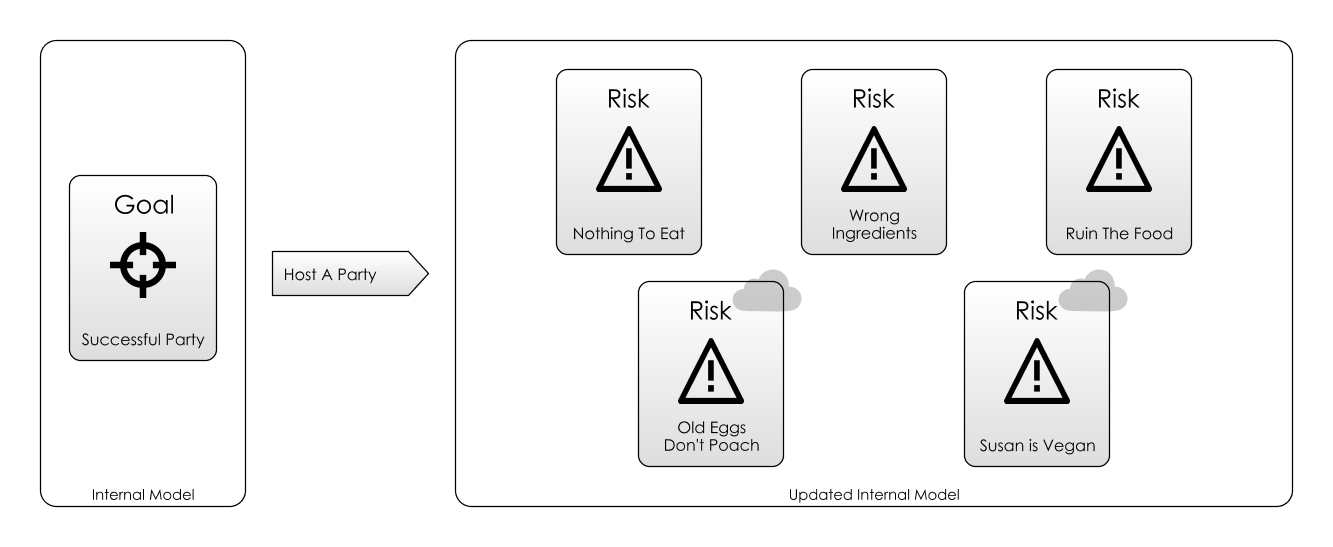 Goal
Successful Party
Internal Model
Host A Party
Risk
Nothing To Eat
Risk
Wrong
Ingredients
Risk
Ruin The Food
Risk
Old Eggs
Don't Poach
Risk
Susan is Vegan
Updated Internal Model